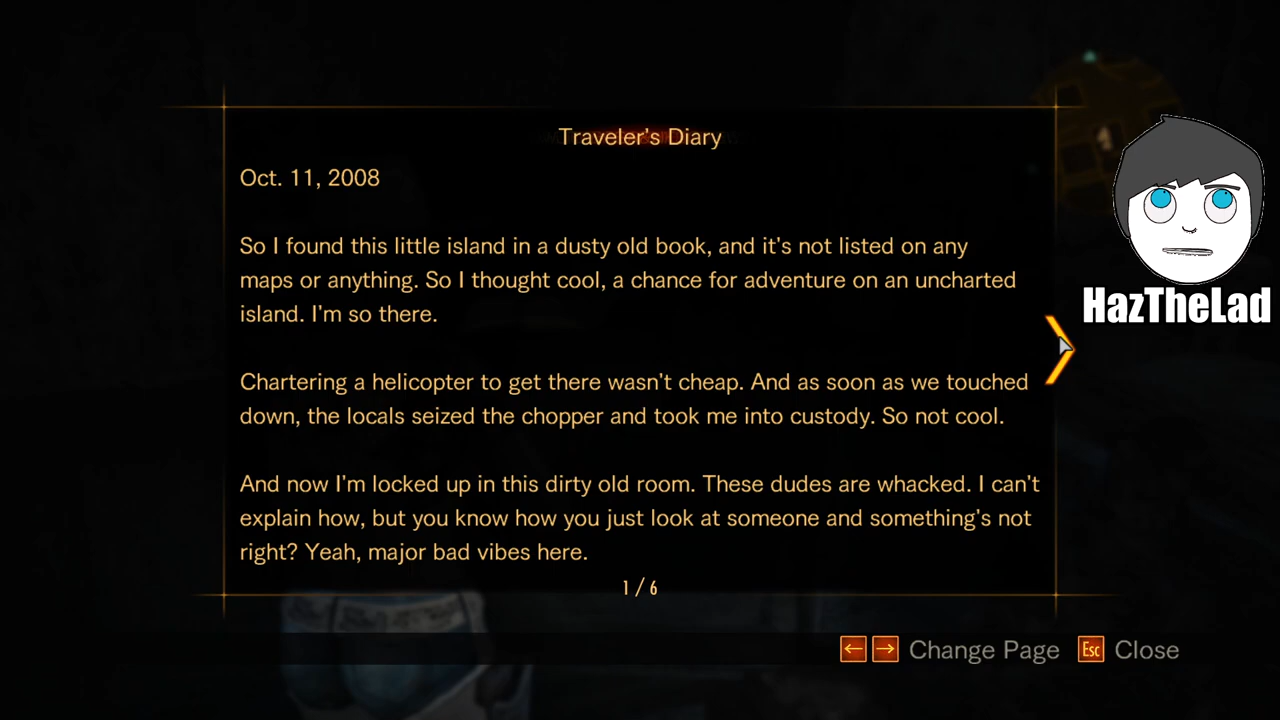 Traveler's Diary
Oct. 11, 2008
So I found this little island in a dusty old book, and it's not listed on any
maps or anything. So I thought cool, a chance for adventure on an uncharted
island. I'm so there.
Chartering a helicopter to get there wasn't cheap. And as soon as we touched
down, the locals seized the chopper and took me into custody. So not cool.
And now I'm locked up in this dirty old room. These dudes are whacked. I can't
explain how, but you know how you just look at someone and something's not
right? Yeah, major bad vibes here.
1 / 6
← → Change Page Esc Close
HazTheLad